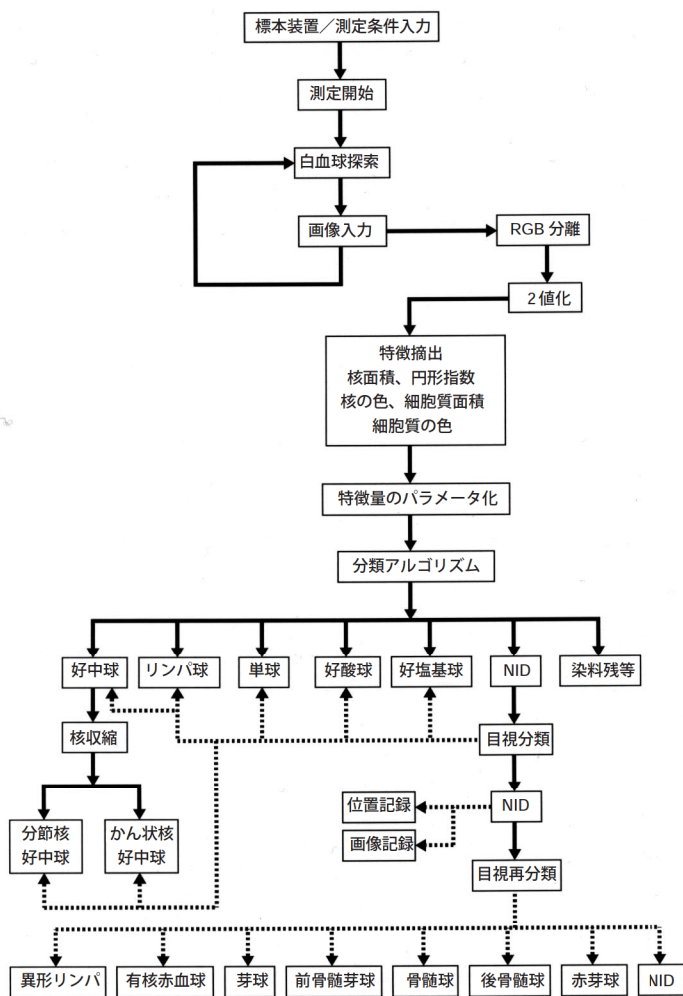 標本装置／測定条件入力
測定開始
白血球探索
画像入力
RGB 分離
2値化
特徴摘出
核面積、円形指数
核の色、細胞質面積
細胞質の色
特徴量のパラメータ化
分類アルゴリズム
好中球
リンパ球
単球
好酸球
好塩基球
NID
染料残等
核収縮
目視分類
位置記録
NID
画像記録
分節核
好中球
かん状核
好中球
目視再分類
異形リンパ
有核赤血球
芽球
前骨髄芽球
骨髄球
後骨髄球
赤芽球
NID